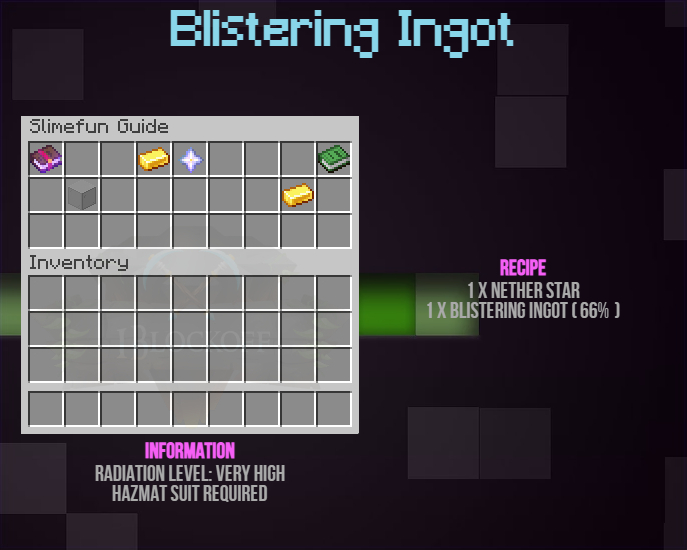 Blistering Ingot
Slimefun Guide
Inventory
IBLOCKOFF
RECIPE
1 X NETHER STAR
1 X BLISTERING INGOT ( 66% )
INFORMATION
RADIATION LEVEL: VERY HIGH
HAZMAT SUIT REQUIRED